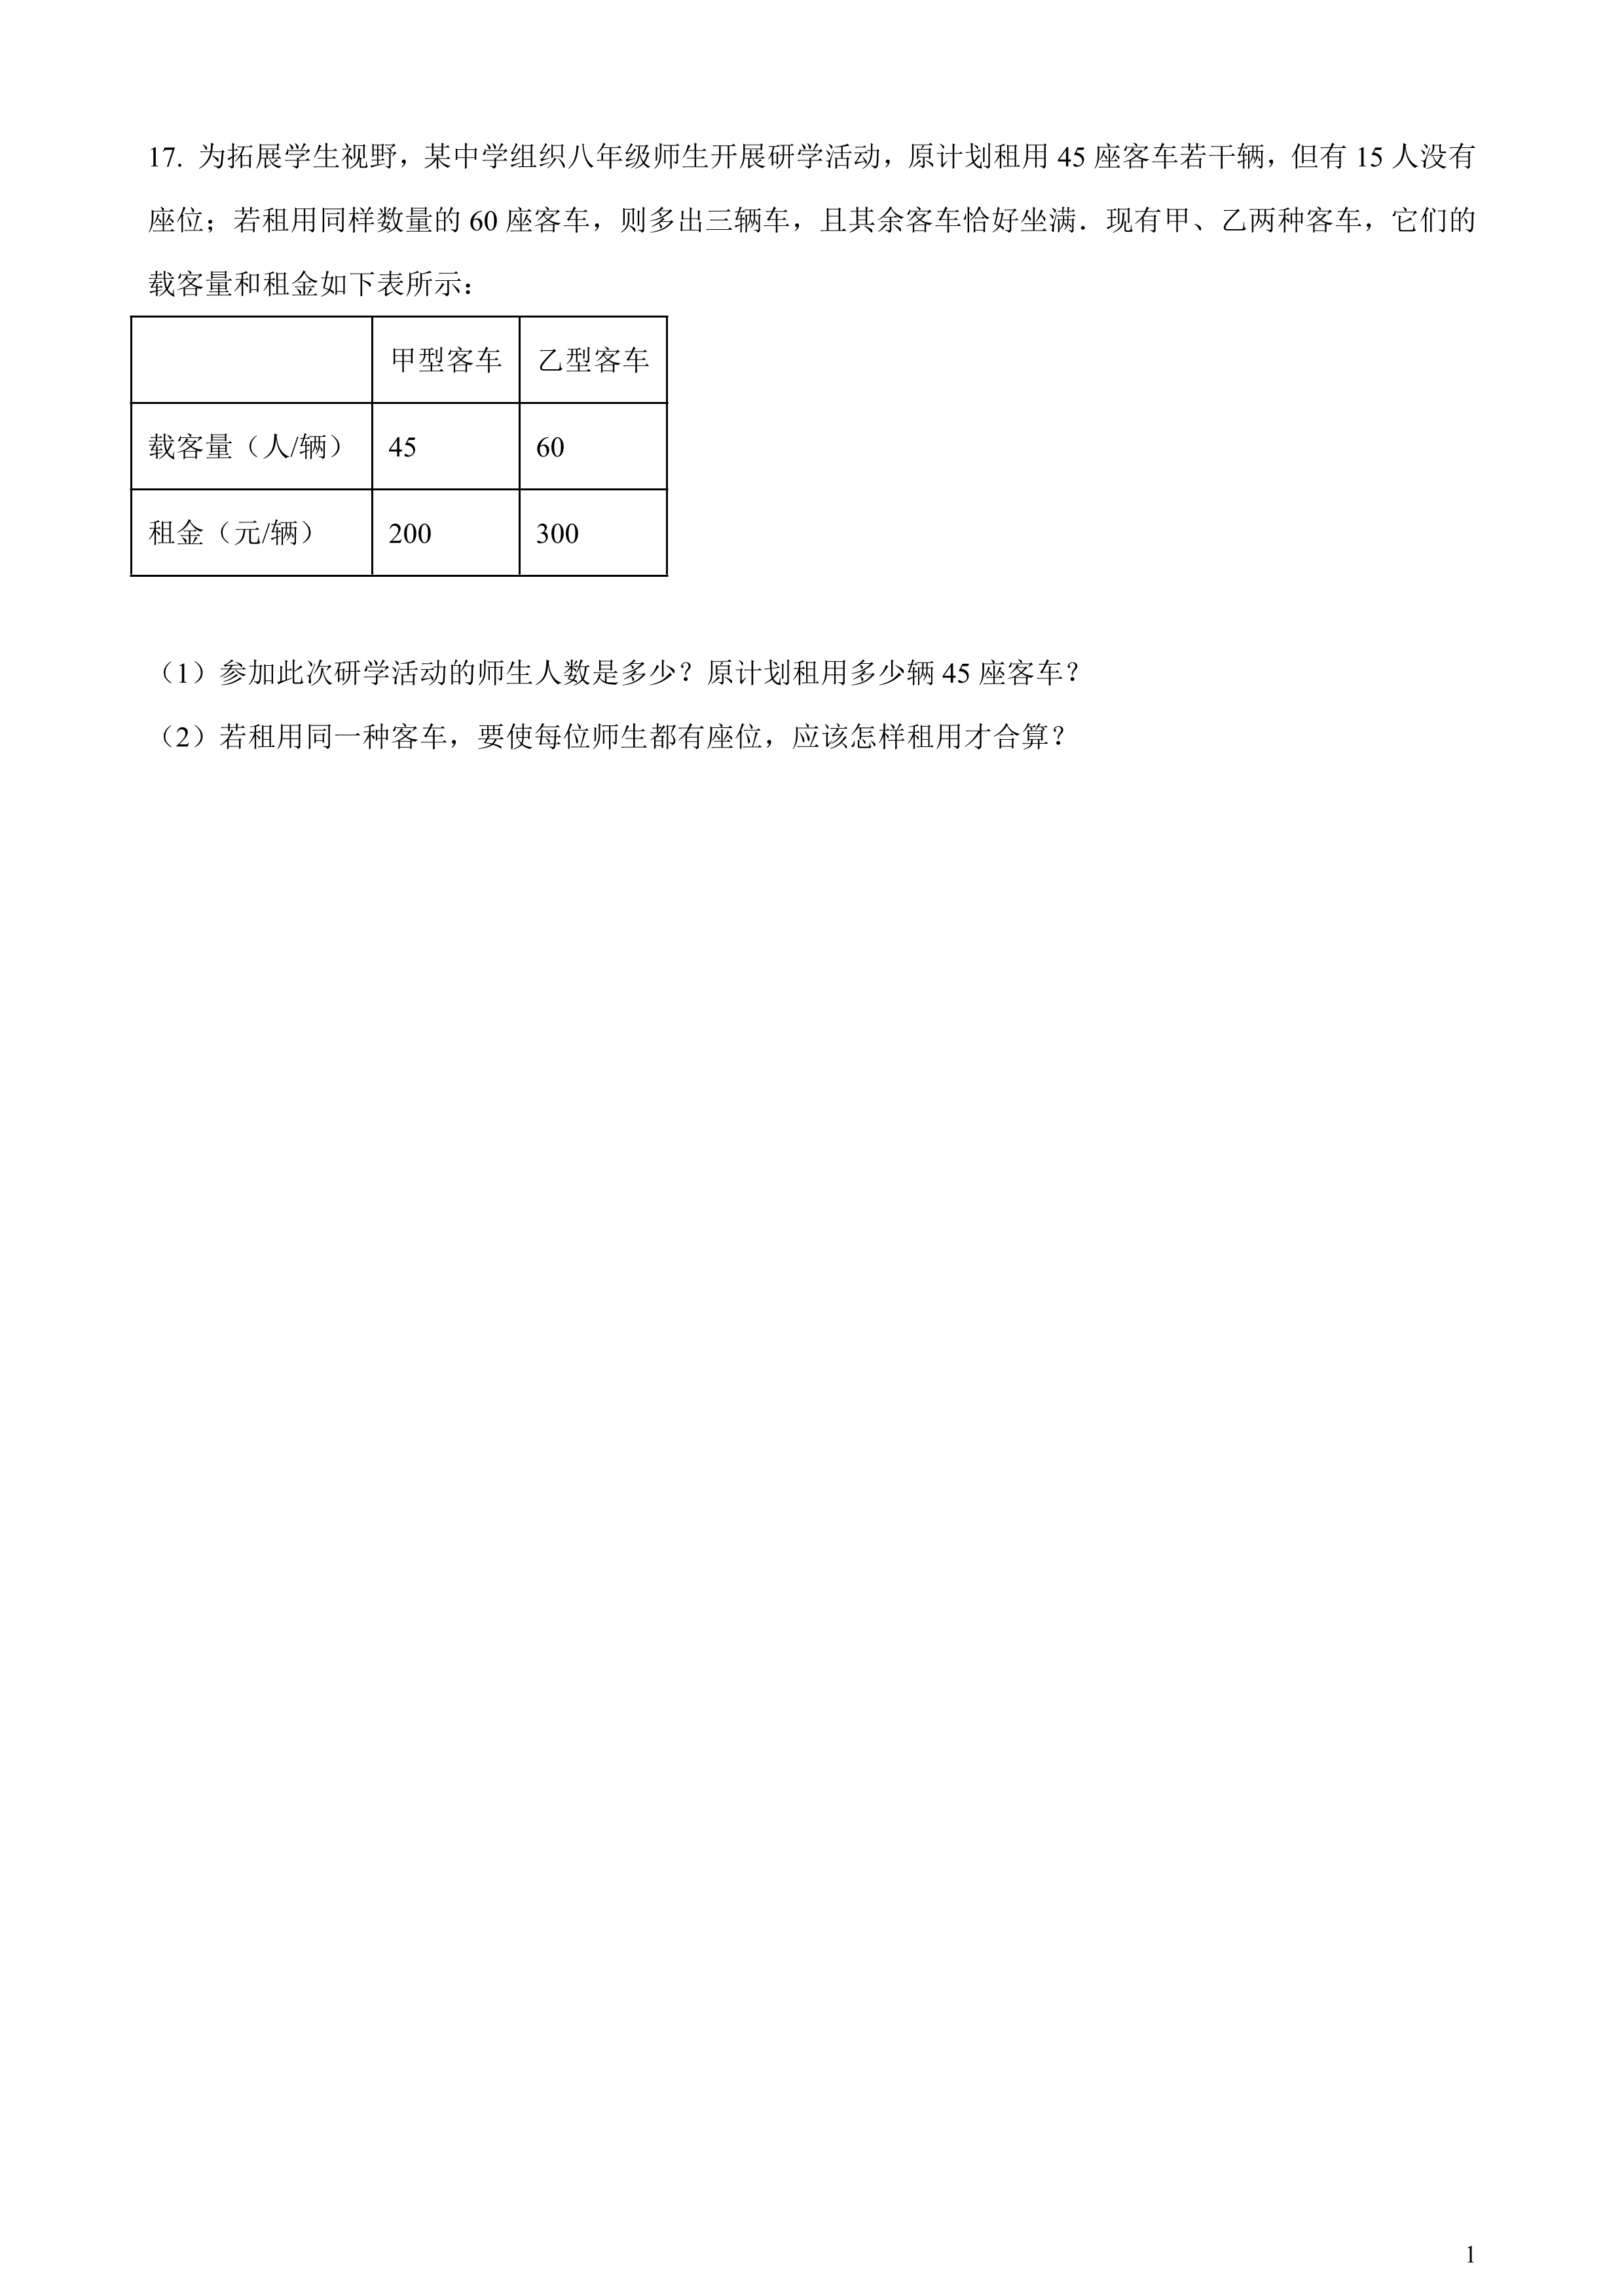 17. 为拓展学生视野，某中学组织八年级师生开展研学活动，原计划租用 45 座客车若干辆，但有 15 人没有
座位；若租用同样数量的 60 座客车，则多出三辆车，且其余客车恰好坐满．现有甲、乙两种客车，它们的
载客量和租金如下表所示：
甲型客车 乙型客车
载客量（人/辆） 45 60
租金（元/辆） 200 300
（1）参加此次研学活动的师生人数是多少？原计划租用多少辆 45 座客车？
（2）若租用同一种客车，要使每位师生都有座位，应该怎样租用才合算？
1